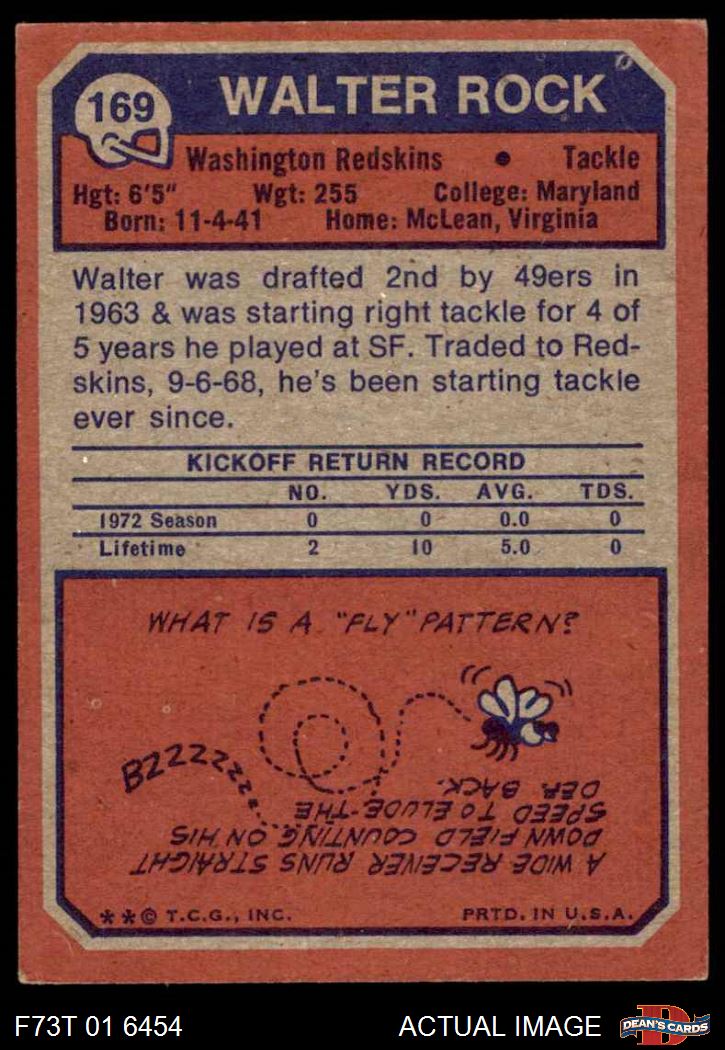 169
WALTER ROCK
Washington Redskins • Tackle
Hgt: 6'5" Wgt: 255 College: Maryland
Born: 11-4-41 Home: McLean, Virginia
Walter was drafted 2nd by 49ers in
1963 & was starting right tackle for 4 of
5 years he played at SF. Traded to Red-
skins, 9-6-68, he's been starting tackle
ever since.
KICKOFF RETURN RECORD
NO. YDS. AVG. TDS.
1972 Season 0 0 0.0 0
Lifetime 2 10 5.0 0
WHAT IS A "FLY" PATTERN?
BZZZZZZ
A WIDE RECEIVER RUNS STRAIGHT
DOWN FIELD COUNTING ON HIS
SPEED TO ELUDE THE
DEF. BACK.
**© T.C.G., INC. PRTD. IN U.S.A.
F73T 01 6454 ACTUAL IMAGE
D
DEAN'S CARDS